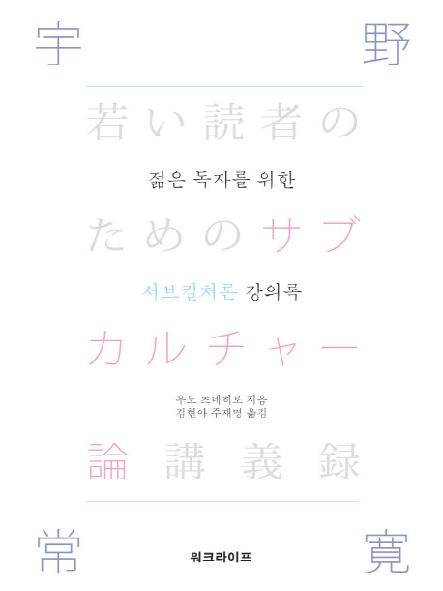 宇 野
若い読者の
젊은 독자를 위한
ためのサブ
서브컬처론 강의록
カルチャー
우노 츠네히로 지음
김현아 주재명 옮김
論講義録
常 寛
워크라이프